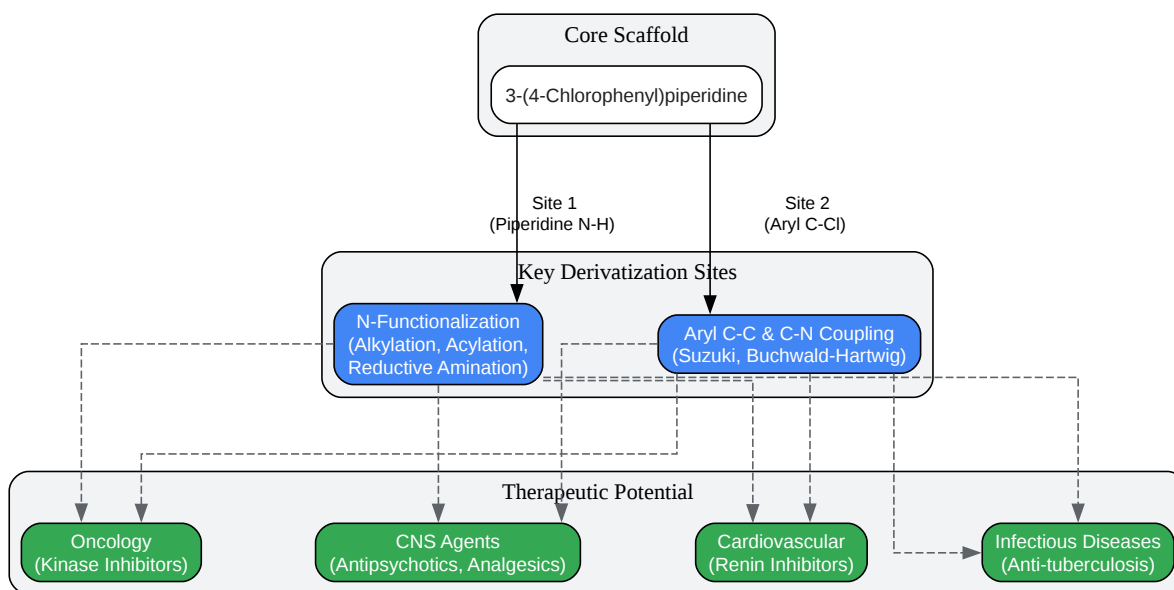 Core Scaffold
3-(4-Chlorophenyl)piperidine
Site 1
(Piperidine N-H)
Site 2
(Aryl C-Cl)
Key Derivatization Sites
N-Functionalization
(Alkylation, Acylation,
Reductive Amination)
Aryl C-C & C-N Coupling
(Suzuki, Buchwald-Hartwig)
Therapeutic Potential
Oncology
(Kinase Inhibitors)
CNS Agents
(Antipsychotics, Analgesics)
Cardiovascular
(Renin Inhibitors)
Infectious Diseases
(Anti-tuberculosis)